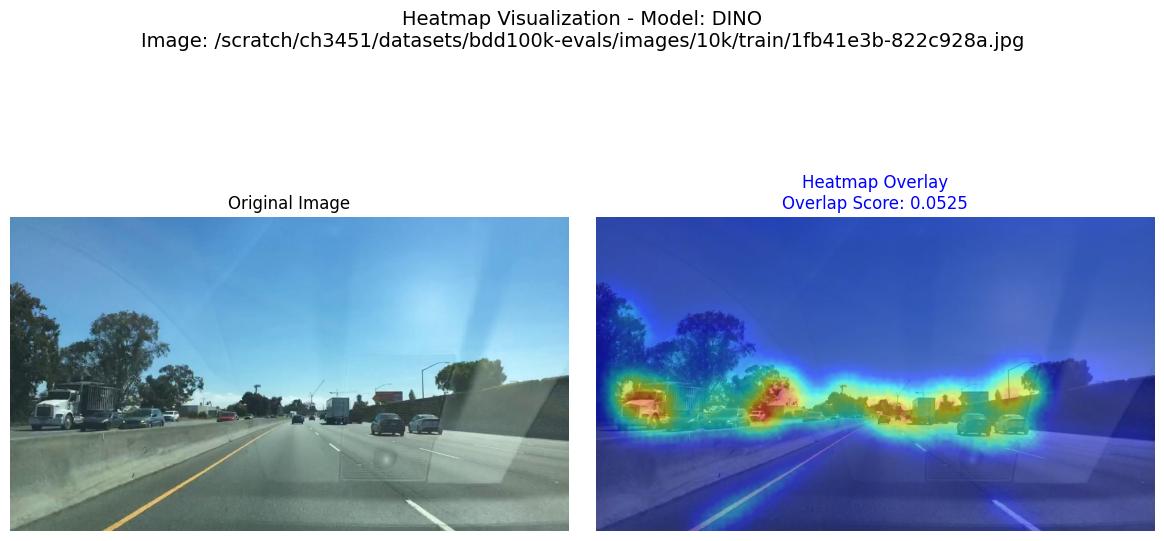 Heatmap Visualization - Model: DINO
Image: /scratch/ch3451/datasets/bdd100k-evals/images/10k/train/1fb41e3b-822c928a.jpg
Original Image
Heatmap Overlay
Overlap Score: 0.0525